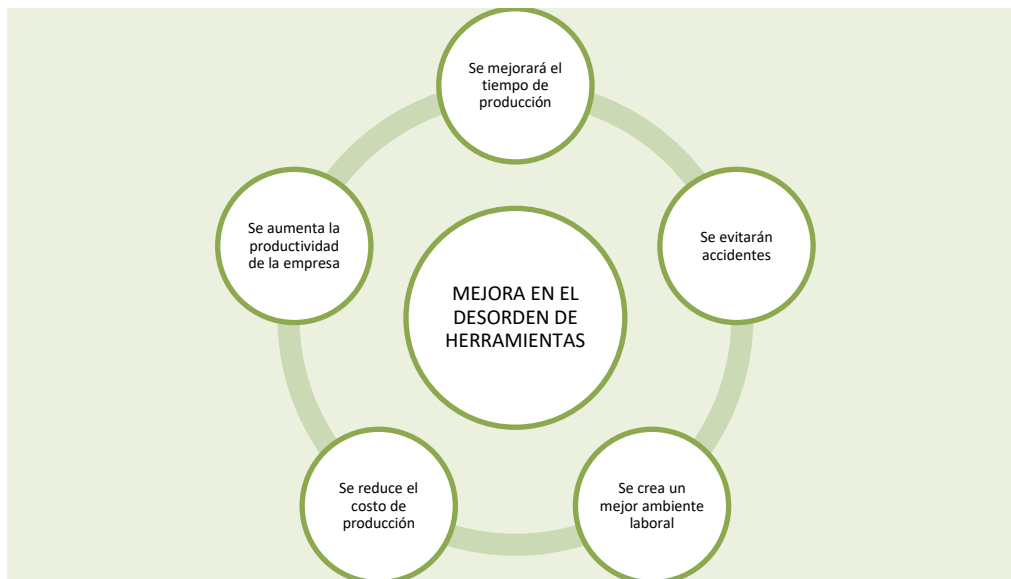 Se mejorará el
tiempo de
producción
Se evitarán
accidentes
Se crea un
mejor ambiente
laboral
Se reduce el
costo de
producción
Se aumenta la
productividad
de la empresa
MEJORA EN EL
DESORDEN DE
HERRAMIENTAS